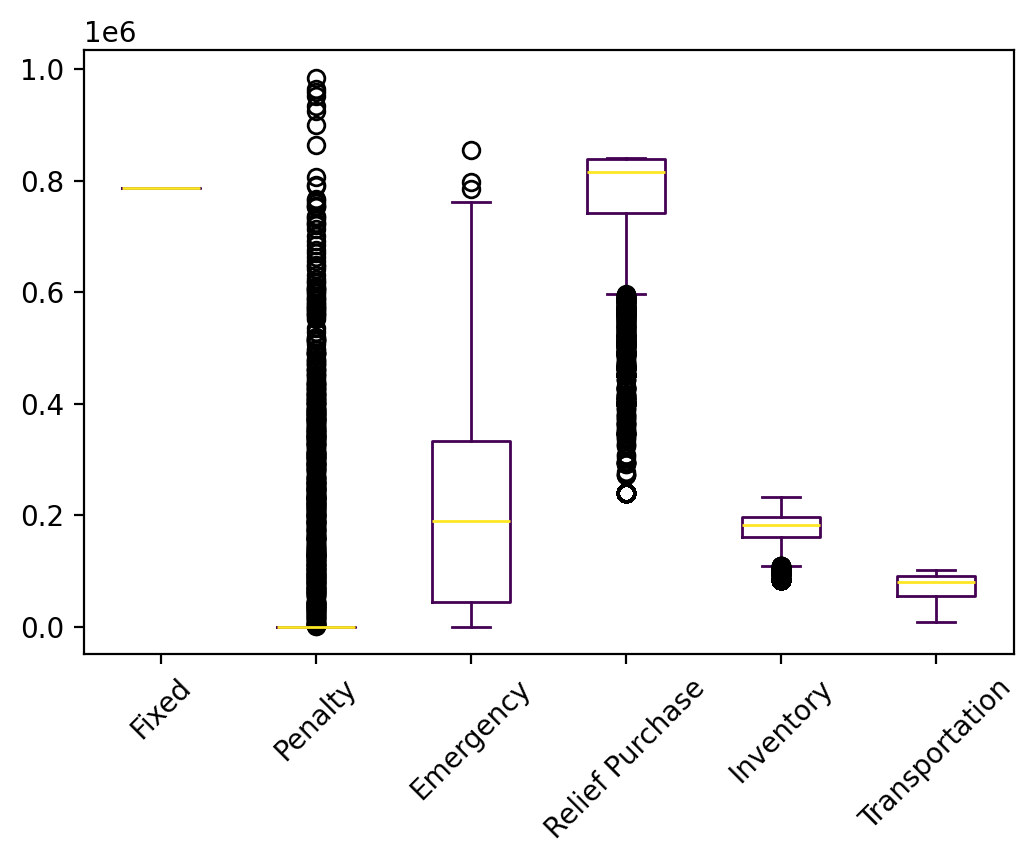 1e6
1.0
0.8
0.6
0.4
0.2
0.0
Fixed
Penalty
Emergency
Relief Purchase
Inventory
Transportation